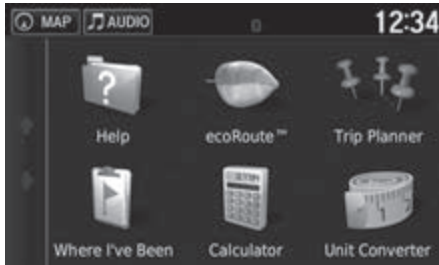 MAP AUDIO 12:34
Help ecoRoute™ Trip Planner
Where I've Been Calculator Unit Converter